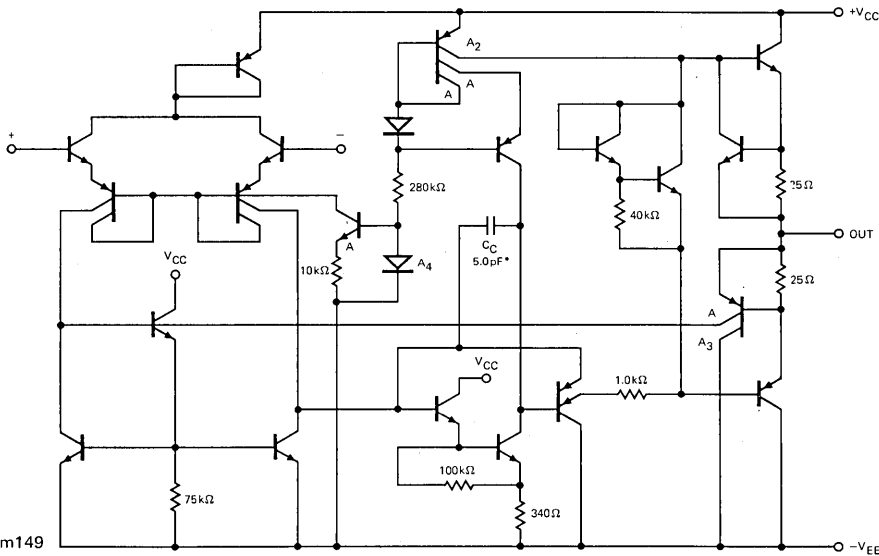 +VCC
A2
A
A
+
–
280kΩ
40kΩ
25Ω
OUT
CC
5.0pF*
A
10kΩ
A4
VCC
25Ω
A
A3
VCC
1.0kΩ
100kΩ
75kΩ
340Ω
m149
–VEE